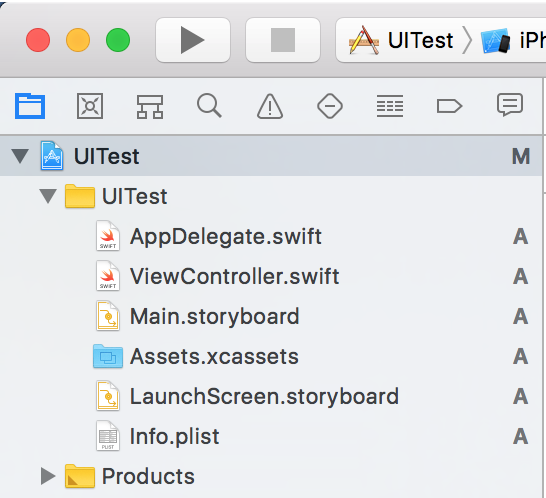 UITest iPh
UITest M
UITest
AppDelegate.swift A
ViewController.swift A
Main.storyboard A
Assets.xcassets A
LaunchScreen.storyboard A
Info.plist A
Products
SWIFT
SWIFT
PLIST